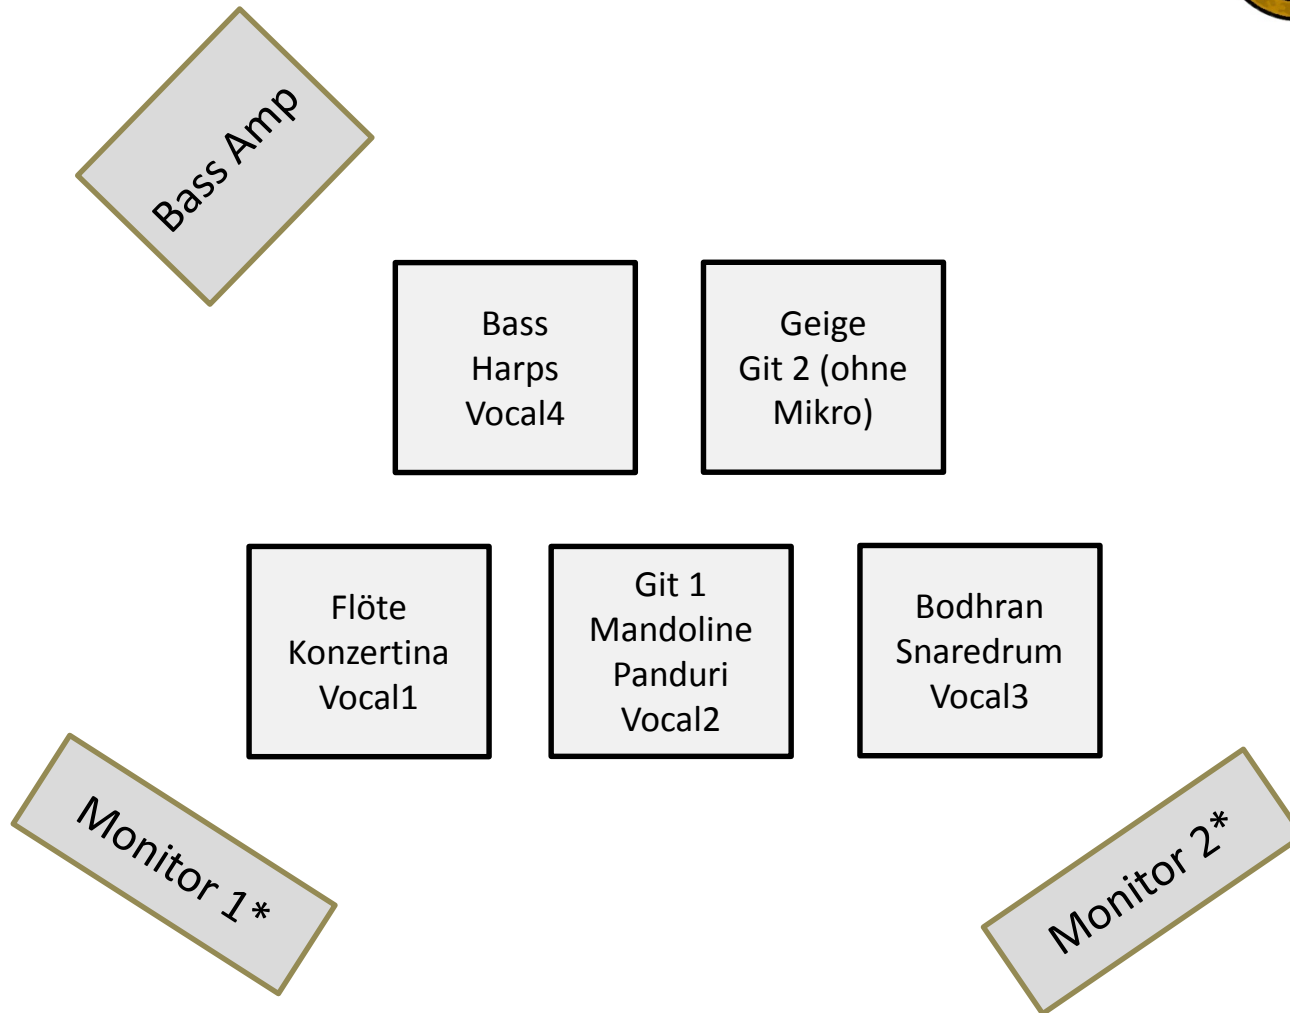 Bass Amp
Bass
Harps
Vocal4
Geige
Git 2 (ohne
Mikro)
Flöte
Konzertina
Vocal1
Git 1
Mandoline
Panduri
Vocal2
Bodhran
Snaredrum
Vocal3
Monitor 1*
Monitor 2*